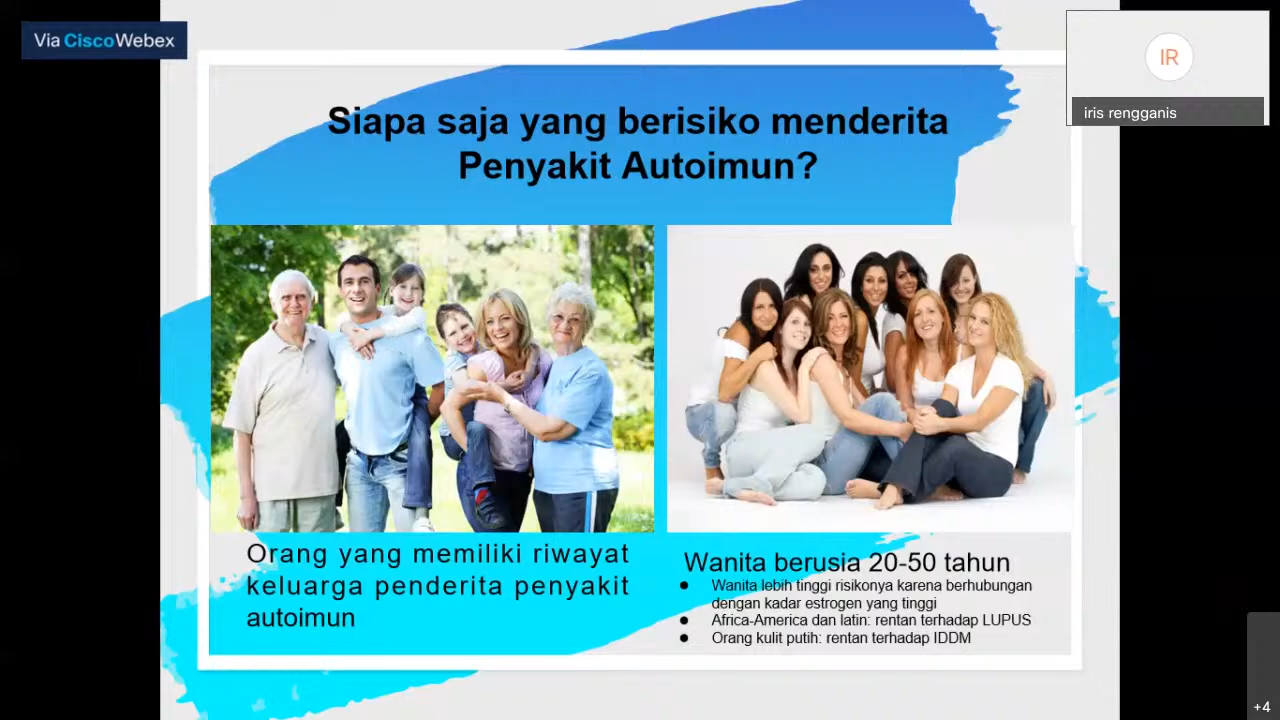 Via CiscoWebex
IR
iris rengganis
Siapa saja yang berisiko menderita
Penyakit Autoimun?
Orang yang memiliki riwayat
keluarga penderita penyakit
autoimun
Wanita berusia 20-50 tahun
● Wanita lebih tinggi risikonya karena berhubungan
dengan kadar estrogen yang tinggi
● Africa-America dan latin: rentan terhadap LUPUS
● Orang kulit putih: rentan terhadap IDDM
+4